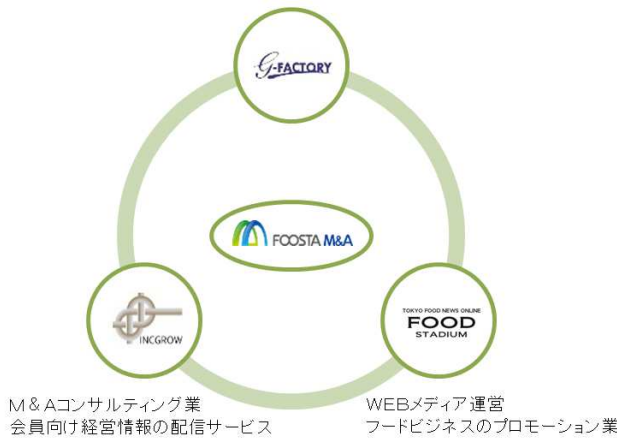 G-FACTORY
FOOSTA M&A
INCGROW
TOKYO FOOD NEWS ONLINE
FOOD
STADIUM
M&Aコンサルティング業
会員向け経営情報の配信サービス
WEBメディア運営
フードビジネスのプロモーション業